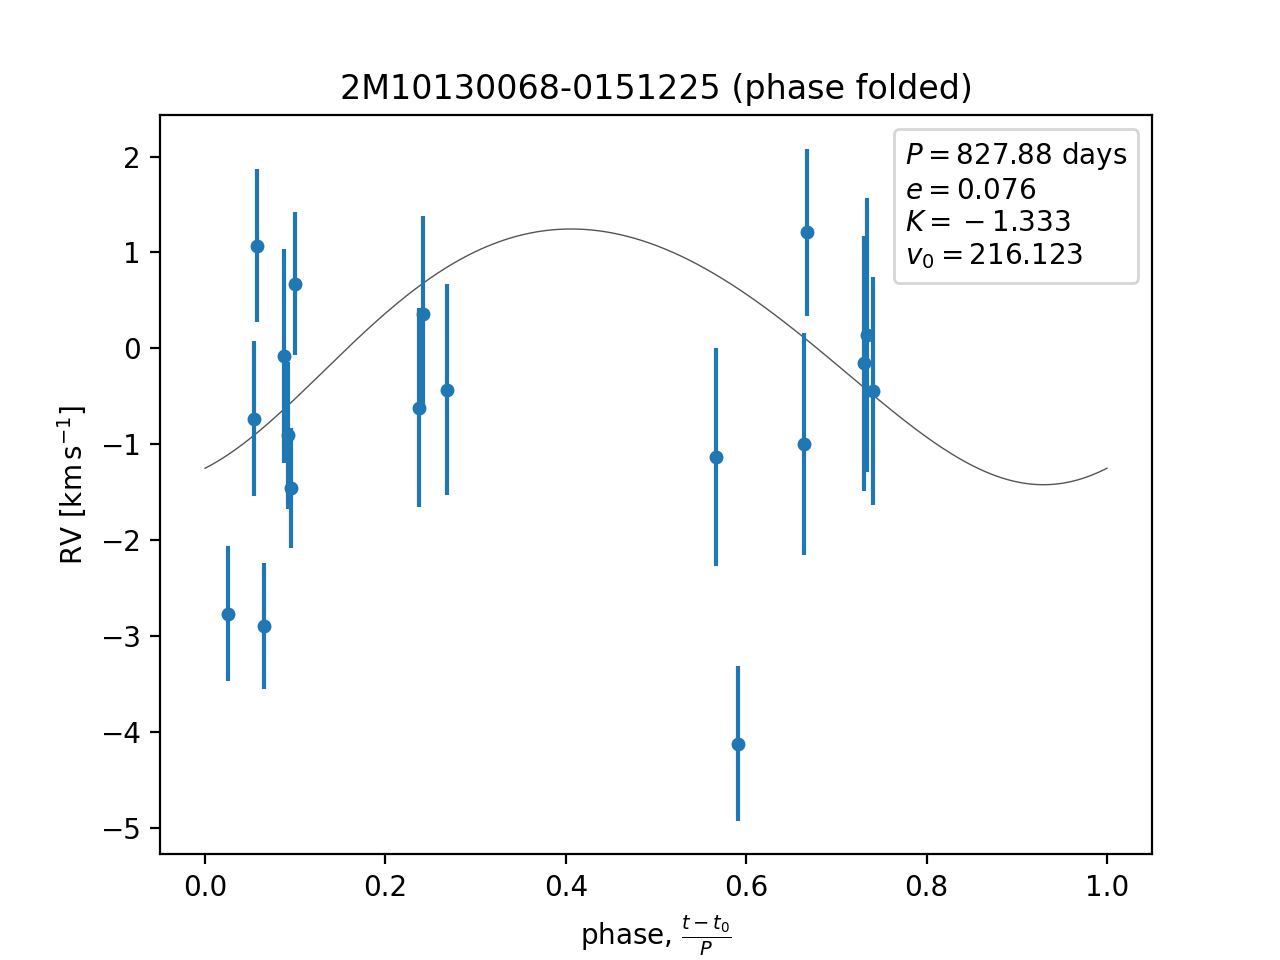 2M10130068-0151225 (phase folded)
P = 827.88 days
e = 0.076
K = −1.333
v₀ = 216.123
2
1
0
−1
−2
−3
−4
−5
RV [km s⁻¹]
0.0 0.2 0.4 0.6 0.8 1.0
phase, (t − t₀)/P